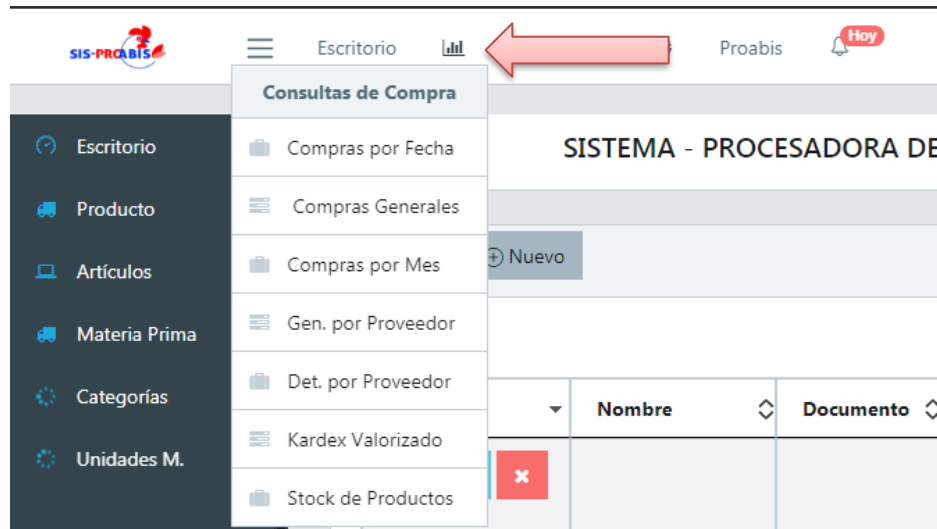 SIS-PROABIS
Escritorio
Proabis
Hoy
Consultas de Compra
Compras por Fecha
Compras Generales
Compras por Mes
Gen. por Proveedor
Det. por Proveedor
Kardex Valorizado
Stock de Productos
Escritorio
Producto
Artículos
Materia Prima
Categorías
Unidades M.
SISTEMA - PROCESADORA DE
Nuevo
Nombre
Documento